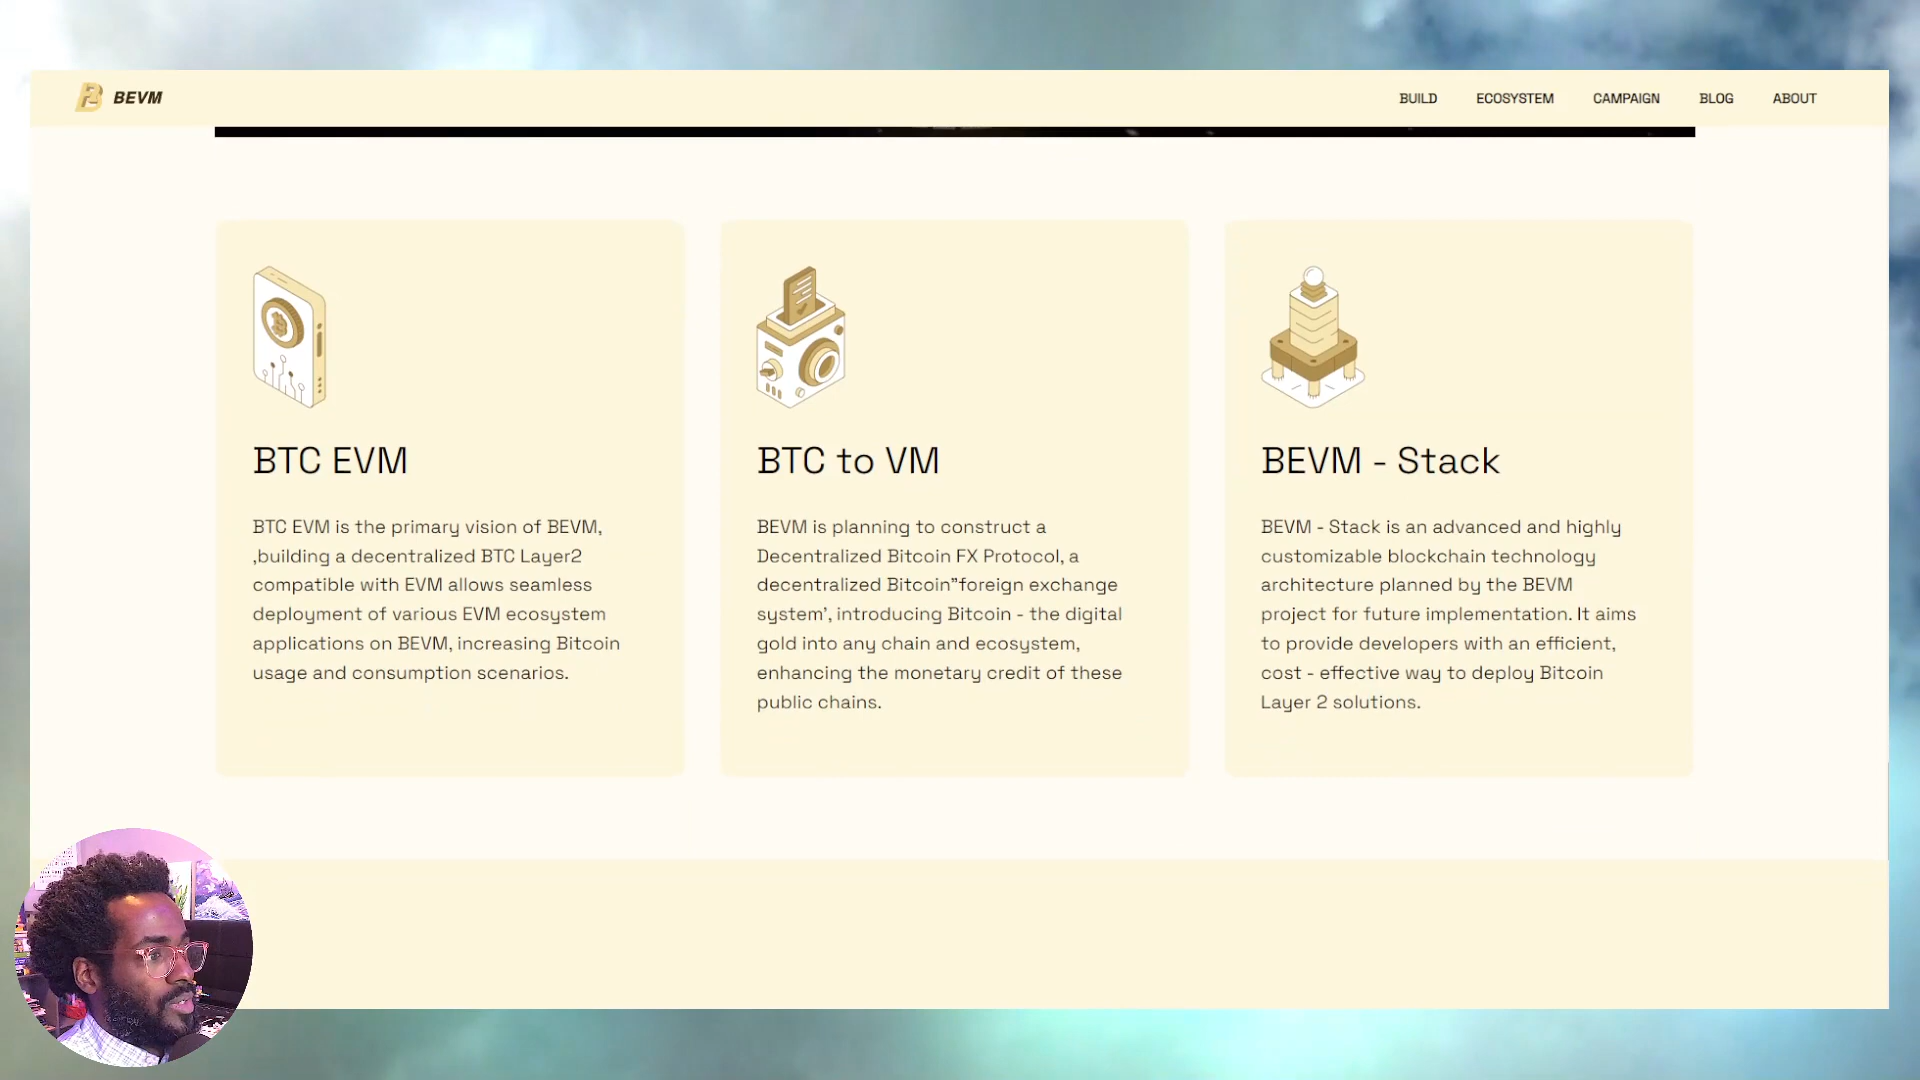 BEVM
BUILD
ECOSYSTEM
CAMPAIGN
BLOG
ABOUT
BTC EVM
BTC EVM is the primary vision of BEVM,
,building a decentralized BTC Layer2
compatible with EVM allows seamless
deployment of various EVM ecosystem
applications on BEVM, increasing Bitcoin
usage and consumption scenarios.
BTC to VM
BEVM is planning to construct a
Decentralized Bitcoin FX Protocol, a
decentralized Bitcoin”foreign exchange
system’, introducing Bitcoin - the digital
gold into any chain and ecosystem,
enhancing the monetary credit of these
public chains.
BEVM - Stack
BEVM - Stack is an advanced and highly
customizable blockchain technology
architecture planned by the BEVM
project for future implementation. It aims
to provide developers with an efficient,
cost - effective way to deploy Bitcoin
Layer 2 solutions.